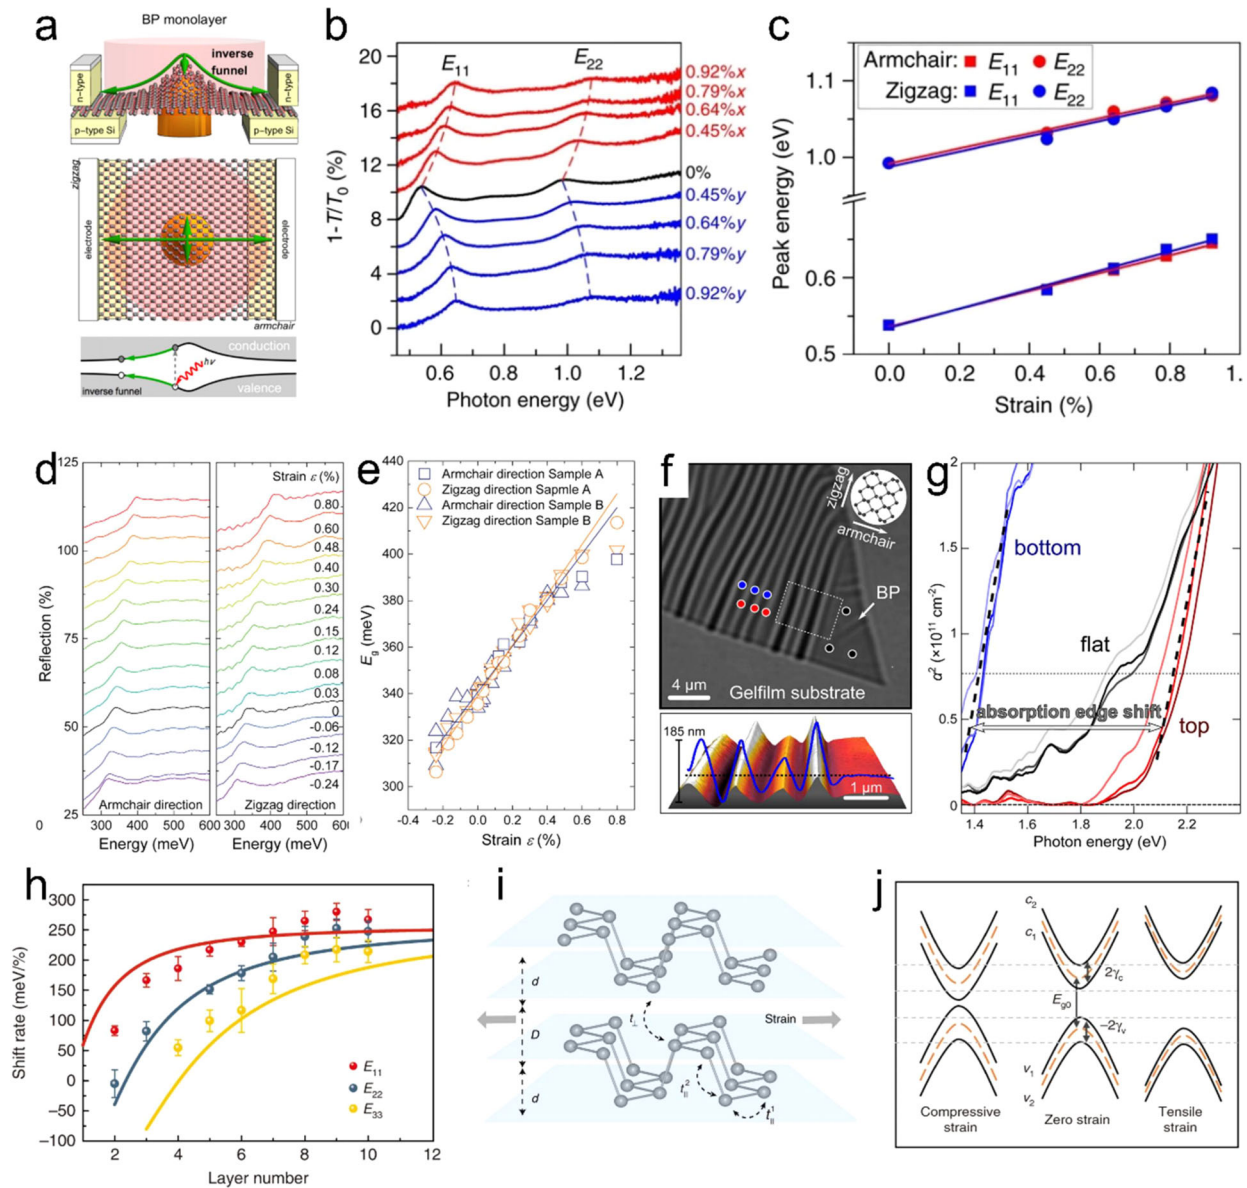 a
BP monolayer
inverse
funnel
n-type
n-type
p-type Si
p-type Si
zigzag
electrode
electrode
armchair
conduction
hν
inverse funnel
valence
b
E11
E22
0.92%x
0.79%x
0.64%x
0.45%x
0%
0.45%y
0.64%y
0.79%y
0.92%y
20
16
12
8
4
0
1-T/T0 (%)
0.6 0.8 1.0 1.2
Photon energy (eV)
c
Armchair: E11 E22
Zigzag: E11 E22
1.1
1.0
0.6
0.5
Peak energy (eV)
0.0 0.2 0.4 0.6 0.8 1.
Strain (%)
d
125
100
75
50
25
0
Reflection (%)
Strain ε (%)
0.80
0.60
0.48
0.40
0.30
0.24
0.15
0.12
0.08
0.03
0
-0.06
-0.12
-0.17
-0.24
Armchair direction
Zigzag direction
300 400 500 600 300 400 500 600
Energy (meV) Energy (meV)
e
440
420
400
380
360
340
320
300
Eg (meV)
Armchair direction Sample A
Zigzag direction Sapmle A
Armchair direction Sample B
Zigzag direction Sample B
-0.4 -0.2 0.0 0.2 0.4 0.6 0.8
Strain ε (%)
f
zigzag
armchair
BP
4 μm
Gelfilm substrate
185 nm
1 μm
g
2
1.5
1
0.5
0
α² (×10¹¹ cm⁻²)
bottom
flat
absorption edge shift
top
1.4 1.6 1.8 2.0 2.2
Photon energy (eV)
h
300
250
200
150
100
50
0
−50
−100
Shift rate (meV/%)
E11
E22
E33
2 4 6 8 10 12
Layer number
i
d
D
d
t⊥
Strain
t∥²
t∥¹
j
c2
c1
2γc
Eg0
−2γv
v1
v2
Compressive
strain
Zero strain
Tensile
strain